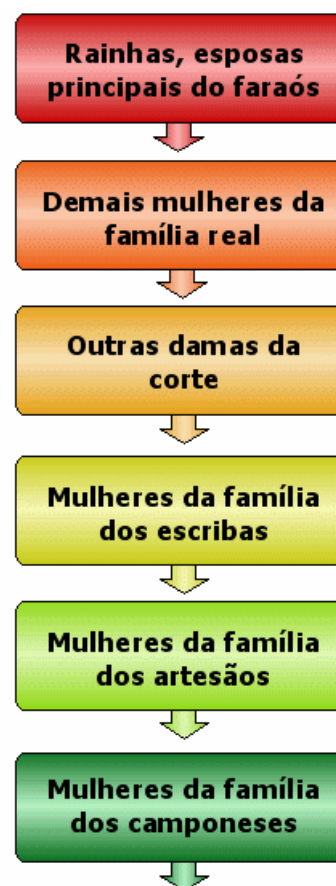 Rainhas, esposas
principais do faraós
Demais mulheres da
família real
Outras damas da
corte
Mulheres da família
dos escribas
Mulheres da família
dos artesãos
Mulheres da família
dos camponeses